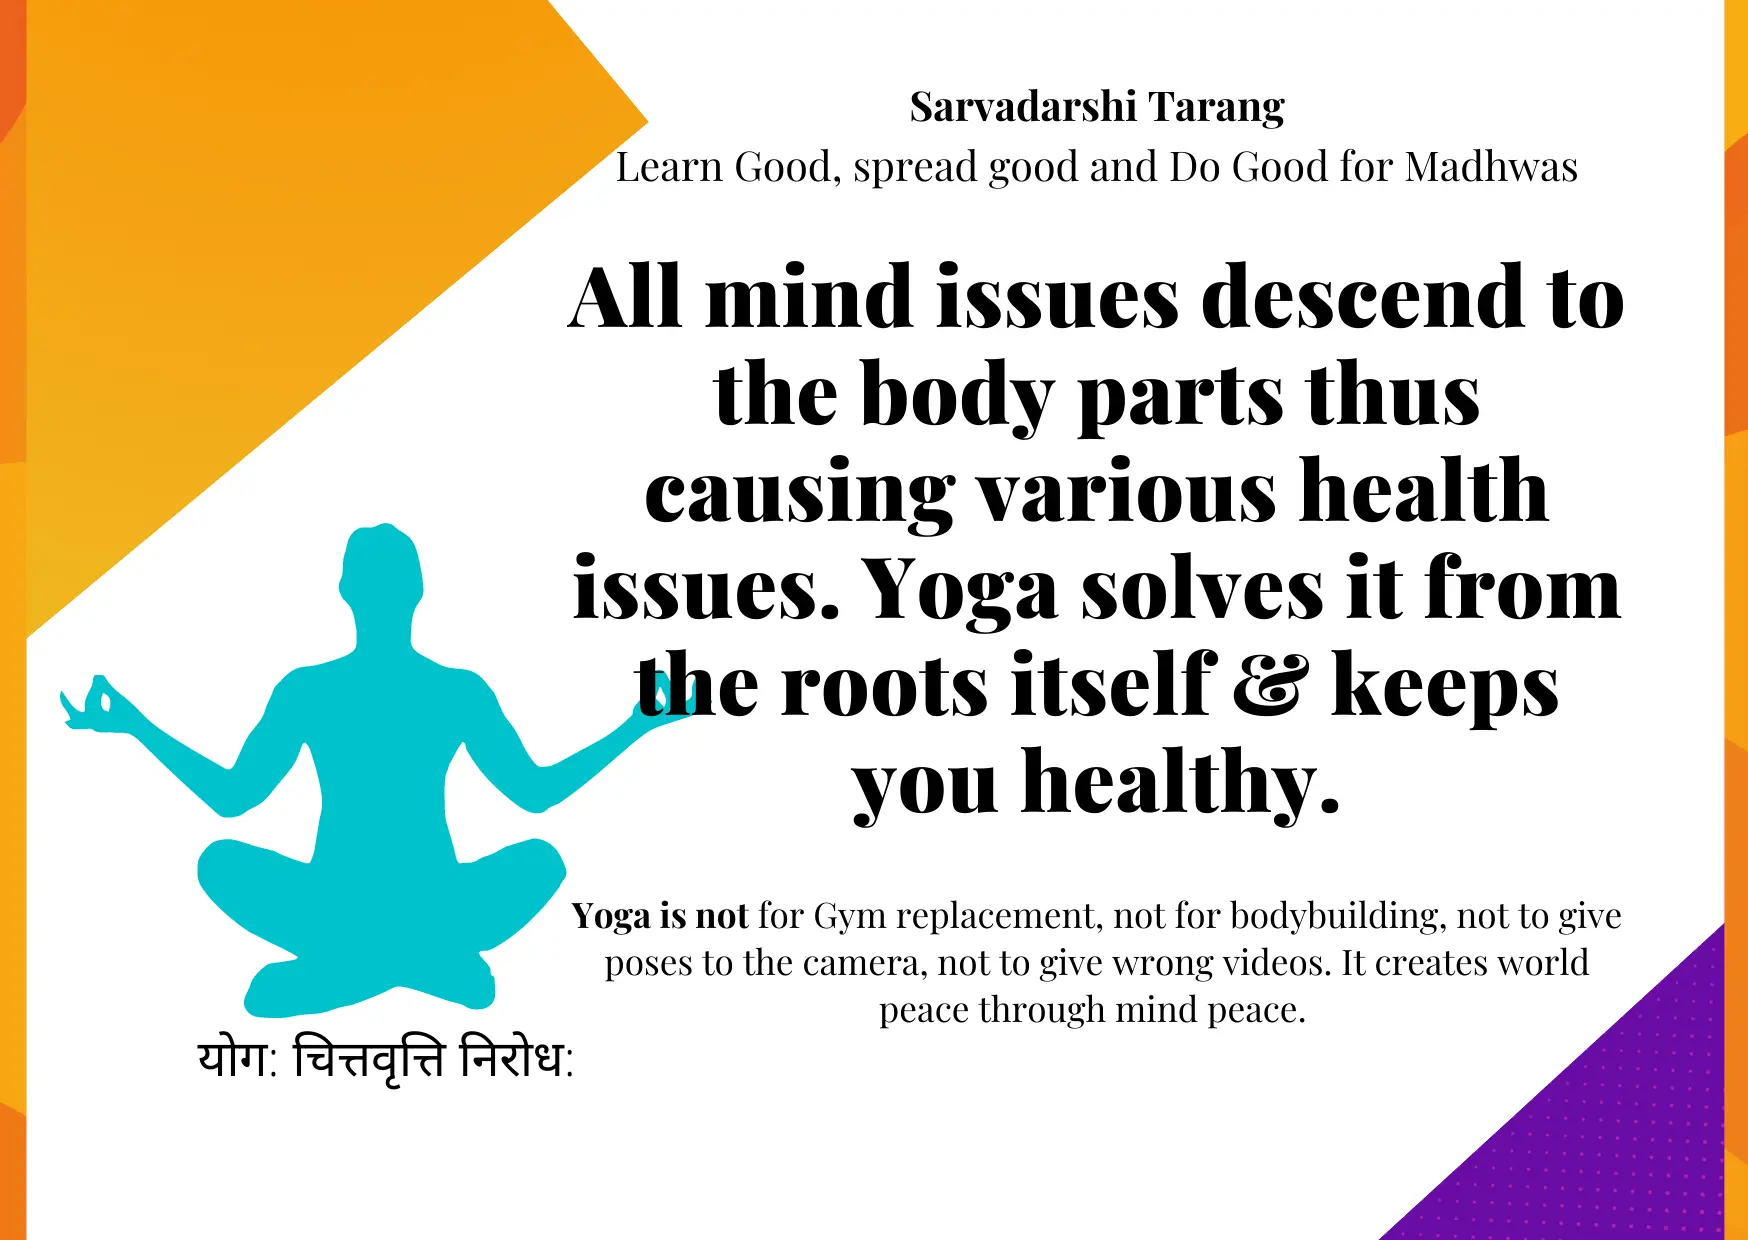 Sarvadarshi Tarang
Learn Good, spread good and Do Good for Madhwas
All mind issues descend to
the body parts thus
causing various health
issues. Yoga solves it from
the roots itself & keeps
you healthy.
Yoga is not for Gym replacement, not for bodybuilding, not to give
poses to the camera, not to give wrong videos. It creates world
peace through mind peace.
योग: चित्तवृत्ति निरोध: